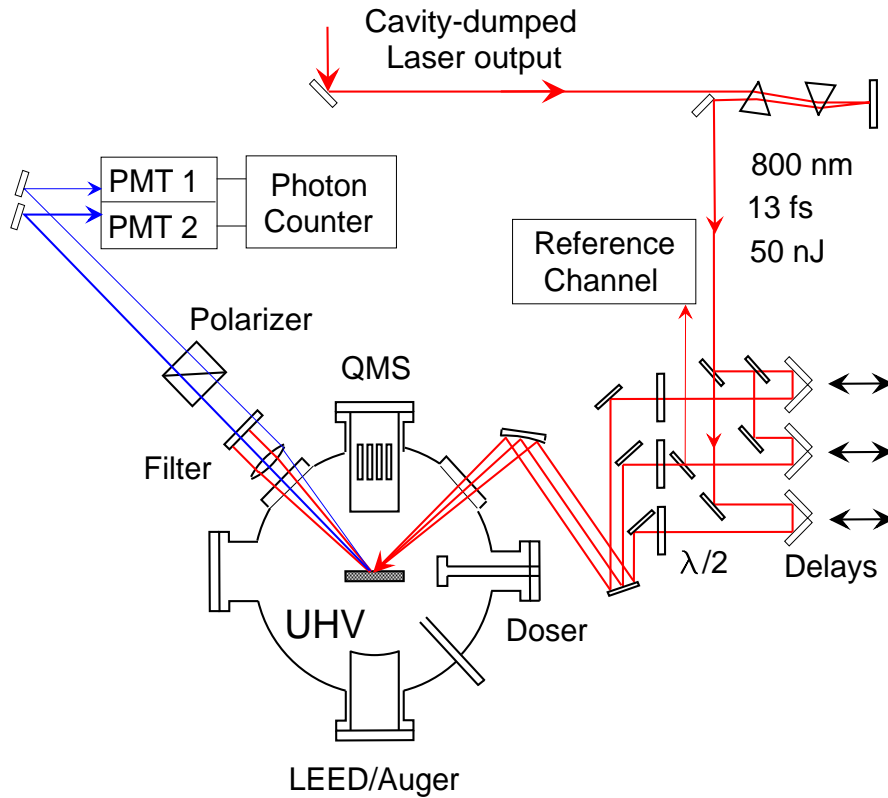 Cavity-dumped
Laser output
800 nm
13 fs
50 nJ
PMT 1
PMT 2
Photon
Counter
Reference
Channel
Polarizer
QMS
Filter
λ/2
Delays
UHV
Doser
LEED/Auger